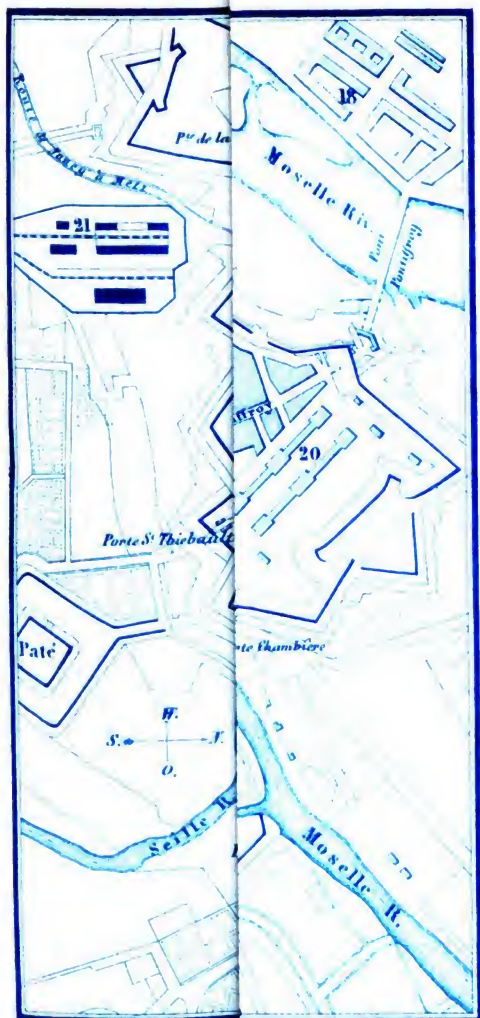 18
Route de Nancy à Metz
Pte de la
Moselle Riv.
21
Pont
Pontigroy
20
Porte St Thiebault
te Chambière
Paté
W.
S.
N.
O.
Seille R.
Moselle R.